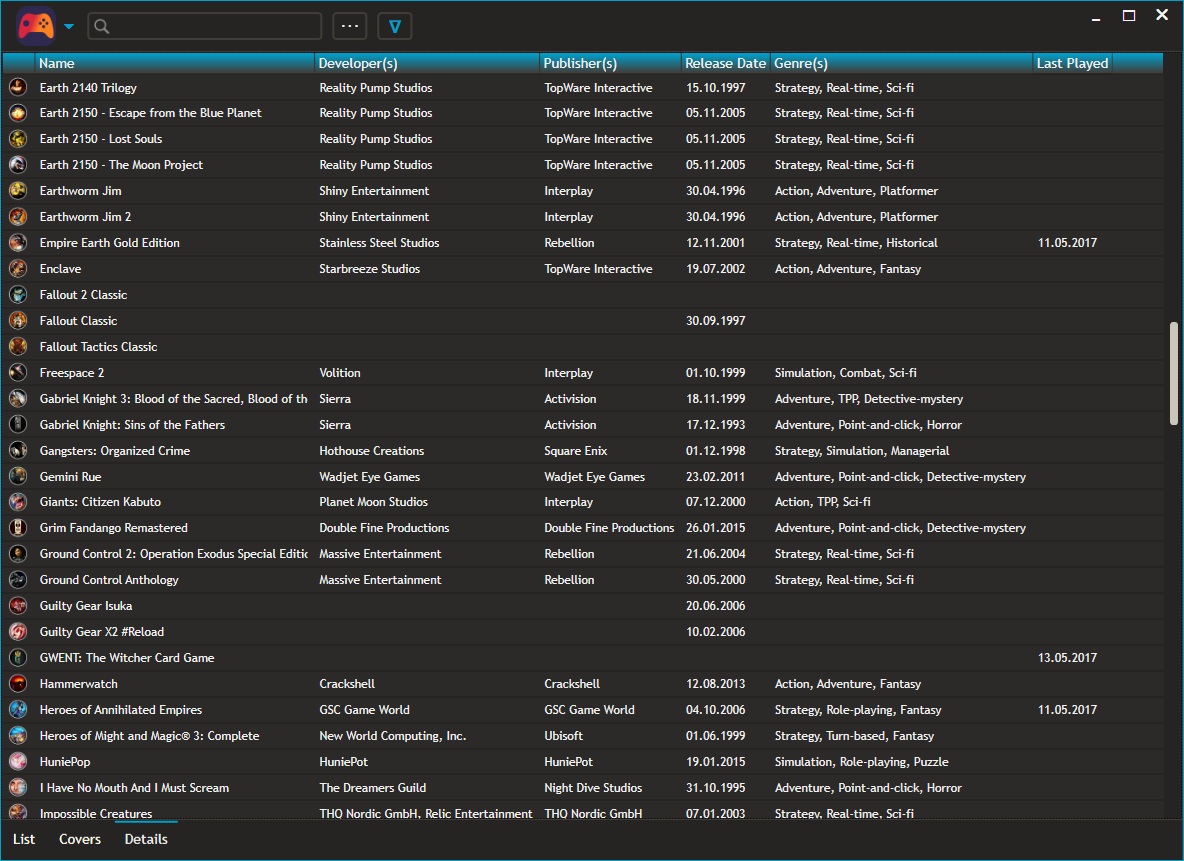 ...
Name Developer(s) Publisher(s) Release Date Genre(s) Last Played
Earth 2140 Trilogy Reality Pump Studios TopWare Interactive 15.10.1997 Strategy, Real-time, Sci-fi
Earth 2150 - Escape from the Blue Planet Reality Pump Studios TopWare Interactive 05.11.2005 Strategy, Real-time, Sci-fi
Earth 2150 - Lost Souls Reality Pump Studios TopWare Interactive 05.11.2005 Strategy, Real-time, Sci-fi
Earth 2150 - The Moon Project Reality Pump Studios TopWare Interactive 05.11.2005 Strategy, Real-time, Sci-fi
Earthworm Jim Shiny Entertainment Interplay 30.04.1996 Action, Adventure, Platformer
Earthworm Jim 2 Shiny Entertainment Interplay 30.04.1996 Action, Adventure, Platformer
Empire Earth Gold Edition Stainless Steel Studios Rebellion 12.11.2001 Strategy, Real-time, Historical 11.05.2017
Enclave Starbreeze Studios TopWare Interactive 19.07.2002 Action, Adventure, Fantasy
Fallout 2 Classic
Fallout Classic 30.09.1997
Fallout Tactics Classic
Freespace 2 Volition Interplay 01.10.1999 Simulation, Combat, Sci-fi
Gabriel Knight 3: Blood of the Sacred, Blood of th Sierra Activision 18.11.1999 Adventure, TPP, Detective-mystery
Gabriel Knight: Sins of the Fathers Sierra Activision 17.12.1993 Adventure, Point-and-click, Horror
Gangsters: Organized Crime Hothouse Creations Square Enix 01.12.1998 Strategy, Simulation, Managerial
Gemini Rue Wadjet Eye Games Wadjet Eye Games 23.02.2011 Adventure, Point-and-click, Detective-mystery
Giants: Citizen Kabuto Planet Moon Studios Interplay 07.12.2000 Action, TPP, Sci-fi
Grim Fandango Remastered Double Fine Productions Double Fine Productions 26.01.2015 Adventure, Point-and-click, Detective-mystery
Ground Control 2: Operation Exodus Special Editic Massive Entertainment Rebellion 21.06.2004 Strategy, Real-time, Sci-fi
Ground Control Anthology Massive Entertainment Rebellion 30.05.2000 Strategy, Real-time, Sci-fi
Guilty Gear Isuka 20.06.2006
Guilty Gear X2 #Reload 10.02.2006
GWENT: The Witcher Card Game 13.05.2017
Hammerwatch Crackshell Crackshell 12.08.2013 Action, Adventure, Fantasy
Heroes of Annihilated Empires GSC Game World GSC Game World 04.10.2006 Strategy, Role-playing, Fantasy 11.05.2017
Heroes of Might and Magic® 3: Complete New World Computing, Inc. Ubisoft 01.06.1999 Strategy, Turn-based, Fantasy
HuniePop HuniePot HuniePot 19.01.2015 Simulation, Role-playing, Puzzle
I Have No Mouth And I Must Scream The Dreamers Guild Night Dive Studios 31.10.1995 Adventure, Point-and-click, Horror
Impossible Creatures THQ Nordic GmbH, Relic Entertainment THQ Nordic GmbH 07.01.2003 Strategy, Real-time, Sci-fi
List Covers Details